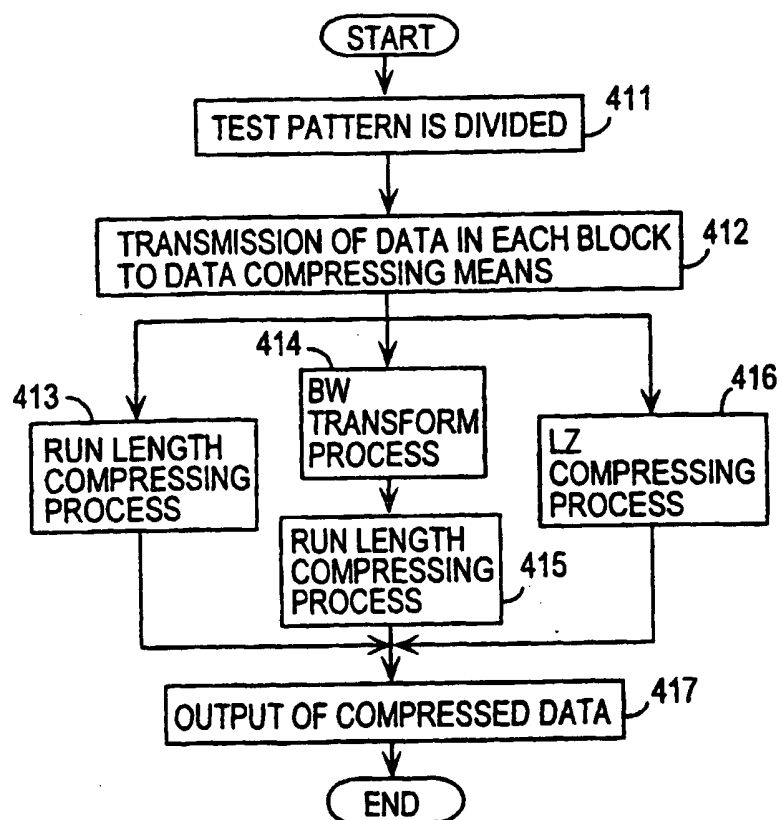 START
411
TEST PATTERN IS DIVIDED
TRANSMISSION OF DATA IN EACH BLOCK
TO DATA COMPRESSING MEANS
412
413
RUN LENGTH
COMPRESSING
PROCESS
414
BW
TRANSFORM
PROCESS
RUN LENGTH
COMPRESSING
PROCESS
415
416
LZ
COMPRESSING
PROCESS
OUTPUT OF COMPRESSED DATA
417
END